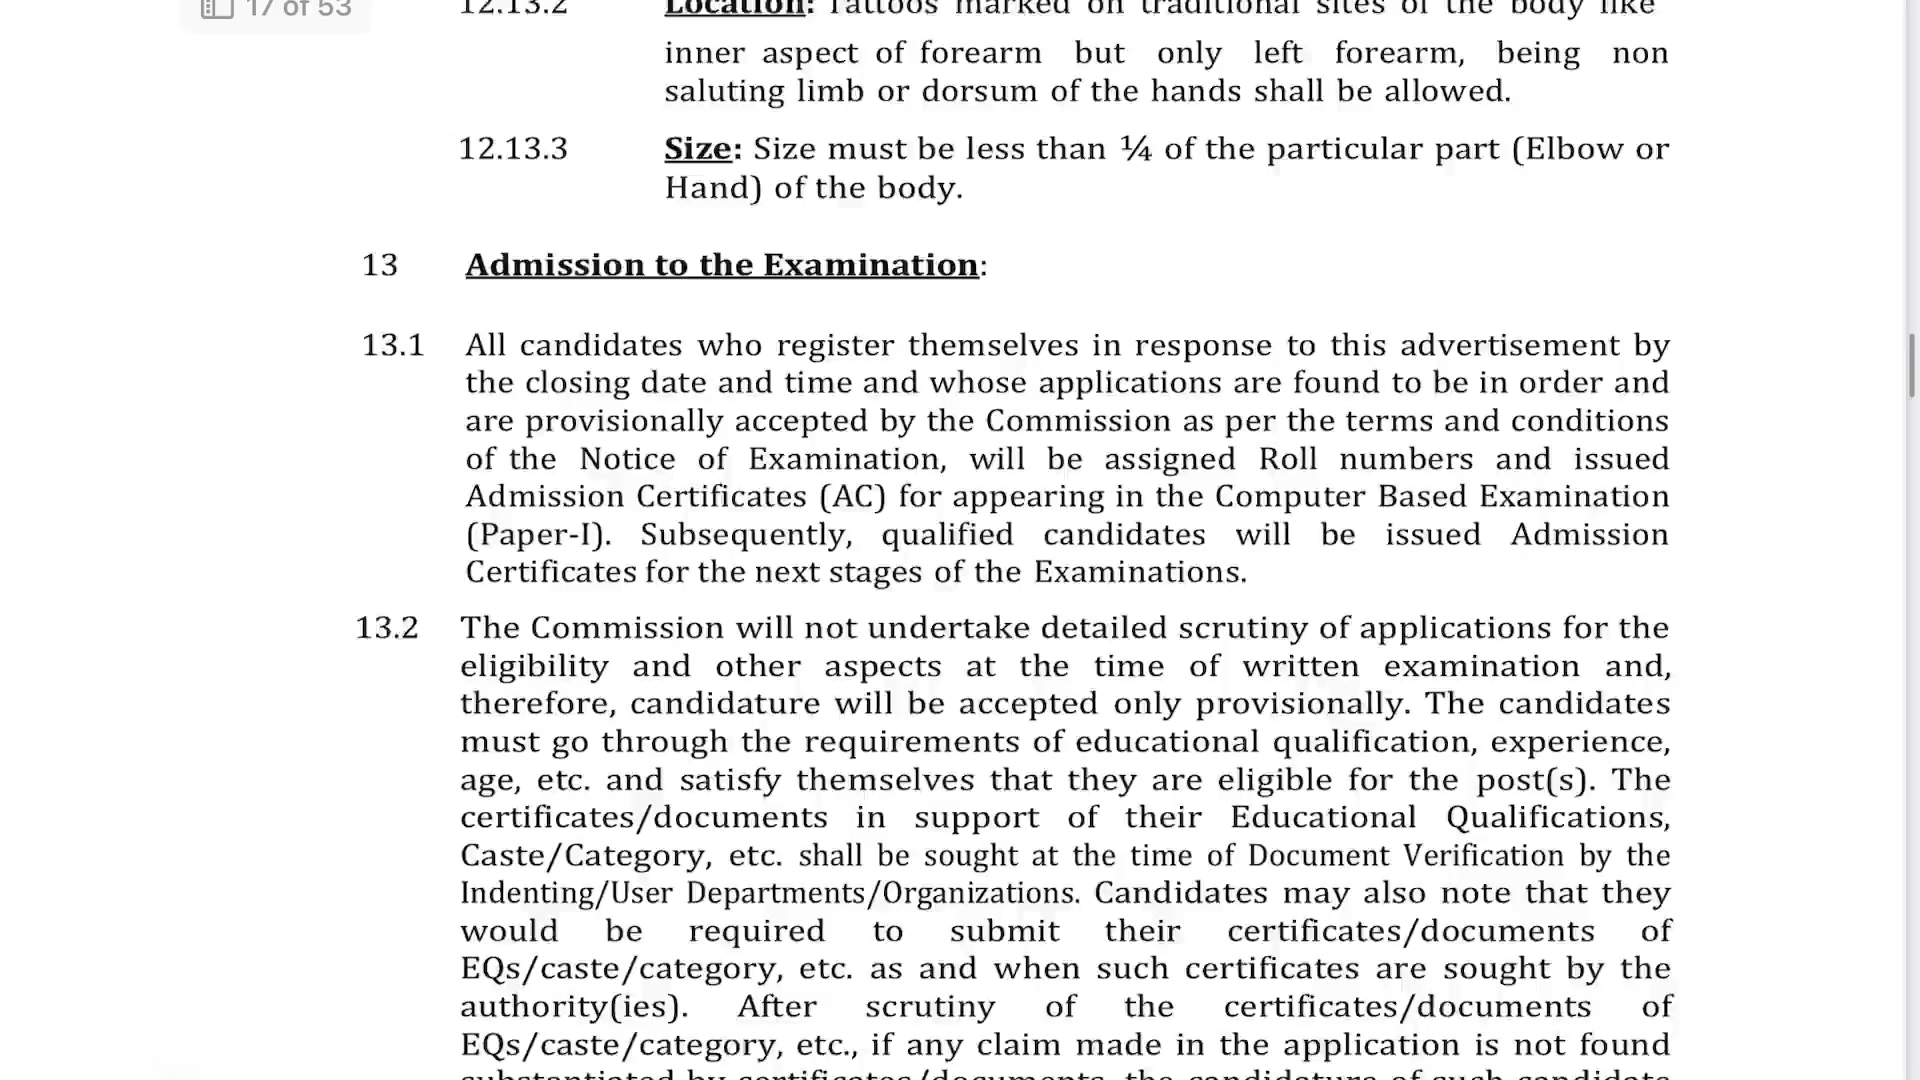 17 of 53
12.13.2 Location: Tattoos marked on traditional sites of the body like
inner aspect of forearm but only left forearm, being non
saluting limb or dorsum of the hands shall be allowed.
12.13.3 Size: Size must be less than ¼ of the particular part (Elbow or
Hand) of the body.
13 Admission to the Examination:
13.1 All candidates who register themselves in response to this advertisement by
the closing date and time and whose applications are found to be in order and
are provisionally accepted by the Commission as per the terms and conditions
of the Notice of Examination, will be assigned Roll numbers and issued
Admission Certificates (AC) for appearing in the Computer Based Examination
(Paper-I). Subsequently, qualified candidates will be issued Admission
Certificates for the next stages of the Examinations.
13.2 The Commission will not undertake detailed scrutiny of applications for the
eligibility and other aspects at the time of written examination and,
therefore, candidature will be accepted only provisionally. The candidates
must go through the requirements of educational qualification, experience,
age, etc. and satisfy themselves that they are eligible for the post(s). The
certificates/documents in support of their Educational Qualifications,
Caste/Category, etc. shall be sought at the time of Document Verification by the
Indenting/User Departments/Organizations. Candidates may also note that they
would be required to submit their certificates/documents of
EQs/caste/category, etc. as and when such certificates are sought by the
authority(ies). After scrutiny of the certificates/documents of
EQs/caste/category, etc., if any claim made in the application is not found
substantiated by certificates/documents, the candidature of such candidate